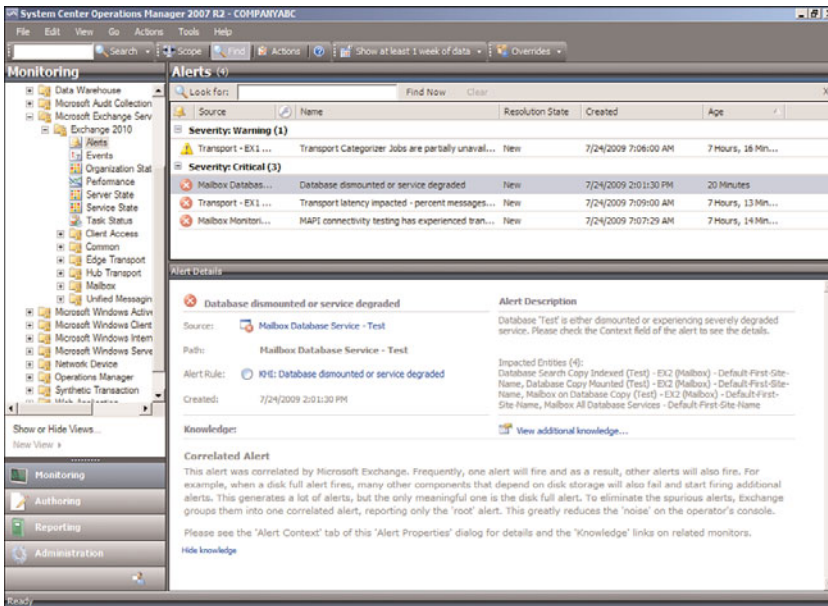 System Center Operations Manager 2007 R2 - COMPANYABC
File Edit View Go Actions Tools Help
Search Scope Find Actions Show at least 1 week of data Overrides
Monitoring
Data Warehouse
Microsoft Audit Collection
Microsoft Exchange Serv
Exchange 2010
Alerts
Events
Organization Stat
Performance
Server State
Service State
Task Status
Client Access
Common
Edge Transport
Hub Transport
Mailbox
Unified Messagin
Microsoft Windows Active
Microsoft Windows Client
Microsoft Windows Intern
Microsoft Windows Serve
Network Device
Operations Manager
Synthetic Transaction
Web Application
Show or Hide Views...
New View
Monitoring
Authoring
Reporting
Administration
Alerts (4)
Look for: Find Now Clear X
Source Name Resolution State Created Age
Severity: Warning (1)
Transport - EX1 ... Transport Categorizer Jobs are partially unaval... New 7/24/2009 7:06:00 AM 7 Hours, 16 Min...
Severity: Critical (3)
Mailbox Databas... Database dismounted or service degraded New 7/24/2009 2:01:30 PM 20 Minutes
Transport - EX1 ... Transport latency impacted - percent messages... New 7/24/2009 7:09:00 AM 7 Hours, 13 Min...
Mailbox Monitori... MAPI connectivity testing has experienced tran... New 7/24/2009 7:07:29 AM 7 Hours, 14 Min...
Alert Details
Database dismounted or service degraded
Source: Mailbox Database Service - Test
Path: Mailbox Database Service - Test
Alert Rule: KHI: Database dismounted or service degraded
Created: 7/24/2009 2:01:30 PM
Alert Description
Database 'Test' is either dismounted or experiencing severely degraded
service. Please check the Context field of the alert to see the details.
Impacted Entities (4):
Database Search Copy Indexed (Test) - EX2 (Mailbox) - Default-First-Site-
Name, Database Copy Mounted (Test) - EX2 (Mailbox) - Default-First-Site-
Name, Mailbox on Database Copy (Test) - EX2 (Mailbox) - Default-First-
Site-Name, Mailbox All Database Services - Default-First-Site-Name
Knowledge: View additional knowledge...
Correlated Alert
This alert was correlated by Microsoft Exchange. Frequently, one alert will fire and as a result, other alerts will also fire. For
example, when a disk full alert fires, many other components that depend on disk storage will also fail and start firing additional
alerts. This generates a lot of alerts, but the only meaningful one is the disk full alert. To eliminate the spurious alerts, Exchange
groups them into one correlated alert, reporting only the 'root' alert. This greatly reduces the 'noise' on the operator's console.
Please see the 'Alert Context' tab of this 'Alert Properties' dialog for details and the 'Knowledge' links on related monitors.
Hide knowledge
Ready